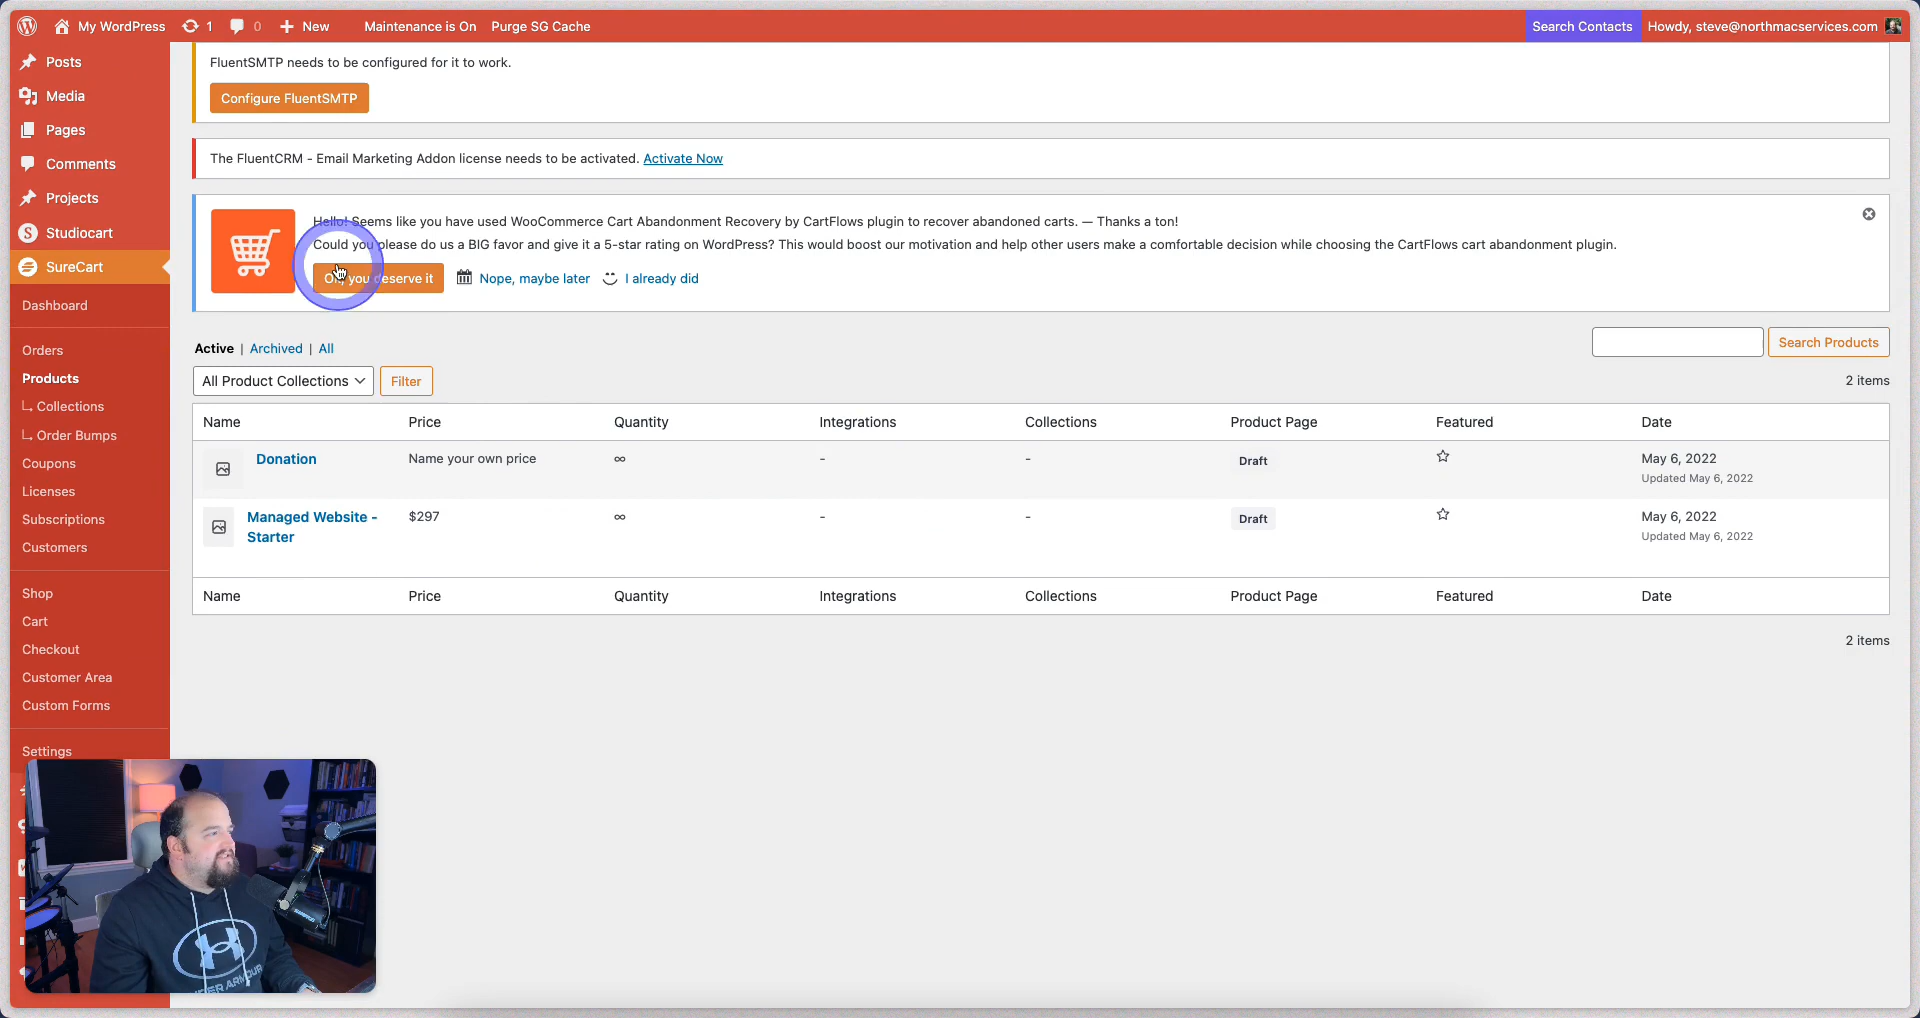 My WordPress 1 0 New Maintenance is On Purge SG Cache Search Contacts Howdy, steve@northmacservices.com
Posts
Media
Pages
Comments
Projects
Studiocart
SureCart
Dashboard
Orders
Products
Collections
Order Bumps
Coupons
Licenses
Subscriptions
Customers
Shop
Cart
Checkout
Customer Area
Custom Forms
Settings
FluentSMTP needs to be configured for it to work.
Configure FluentSMTP
The FluentCRM - Email Marketing Addon license needs to be activated. Activate Now
Hello! Seems like you have used WooCommerce Cart Abandonment Recovery by CartFlows plugin to recover abandoned carts. — Thanks a ton!
Could you please do us a BIG favor and give it a 5-star rating on WordPress? This would boost our motivation and help other users make a comfortable decision while choosing the CartFlows cart abandonment plugin.
you deserve it Nope, maybe later I already did
Active | Archived | All
Search Products
All Product Collections Filter
2 items
Name Price Quantity Integrations Collections Product Page Featured Date
Donation Name your own price ∞ - - Draft May 6, 2022
Updated May 6, 2022
Managed Website - $297 ∞ - - Draft May 6, 2022
Starter Updated May 6, 2022
Name Price Quantity Integrations Collections Product Page Featured Date
2 items
UNDER ARMOUR